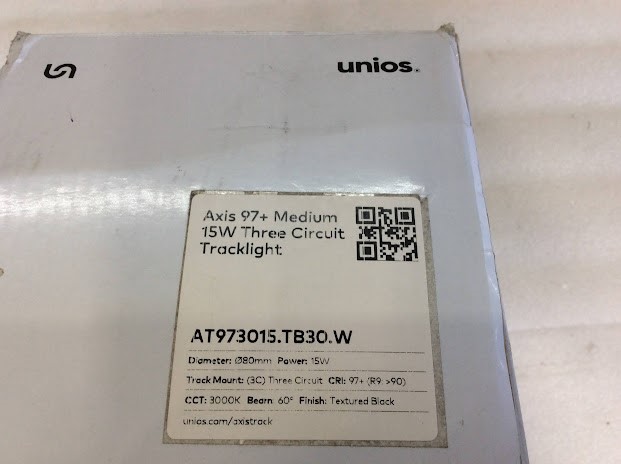 unios.
Axis 97+ Medium
15W Three Circuit
Tracklight
AT973015.TB30.W
Diameter: Ø80mm Power: 15W
Track Mount: (3C) Three Circuit CRI: 97+ (R9: >90)
CCT: 3000K Beam: 60° Finish: Textured Black
unios.com/axistrack